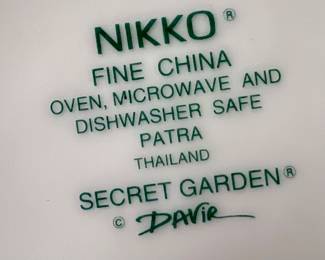 NIKKO®
FINE CHINA
OVEN, MICROWAVE AND
DISHWASHER SAFE
PATRA
THAILAND
SECRET GARDEN®
© Davir